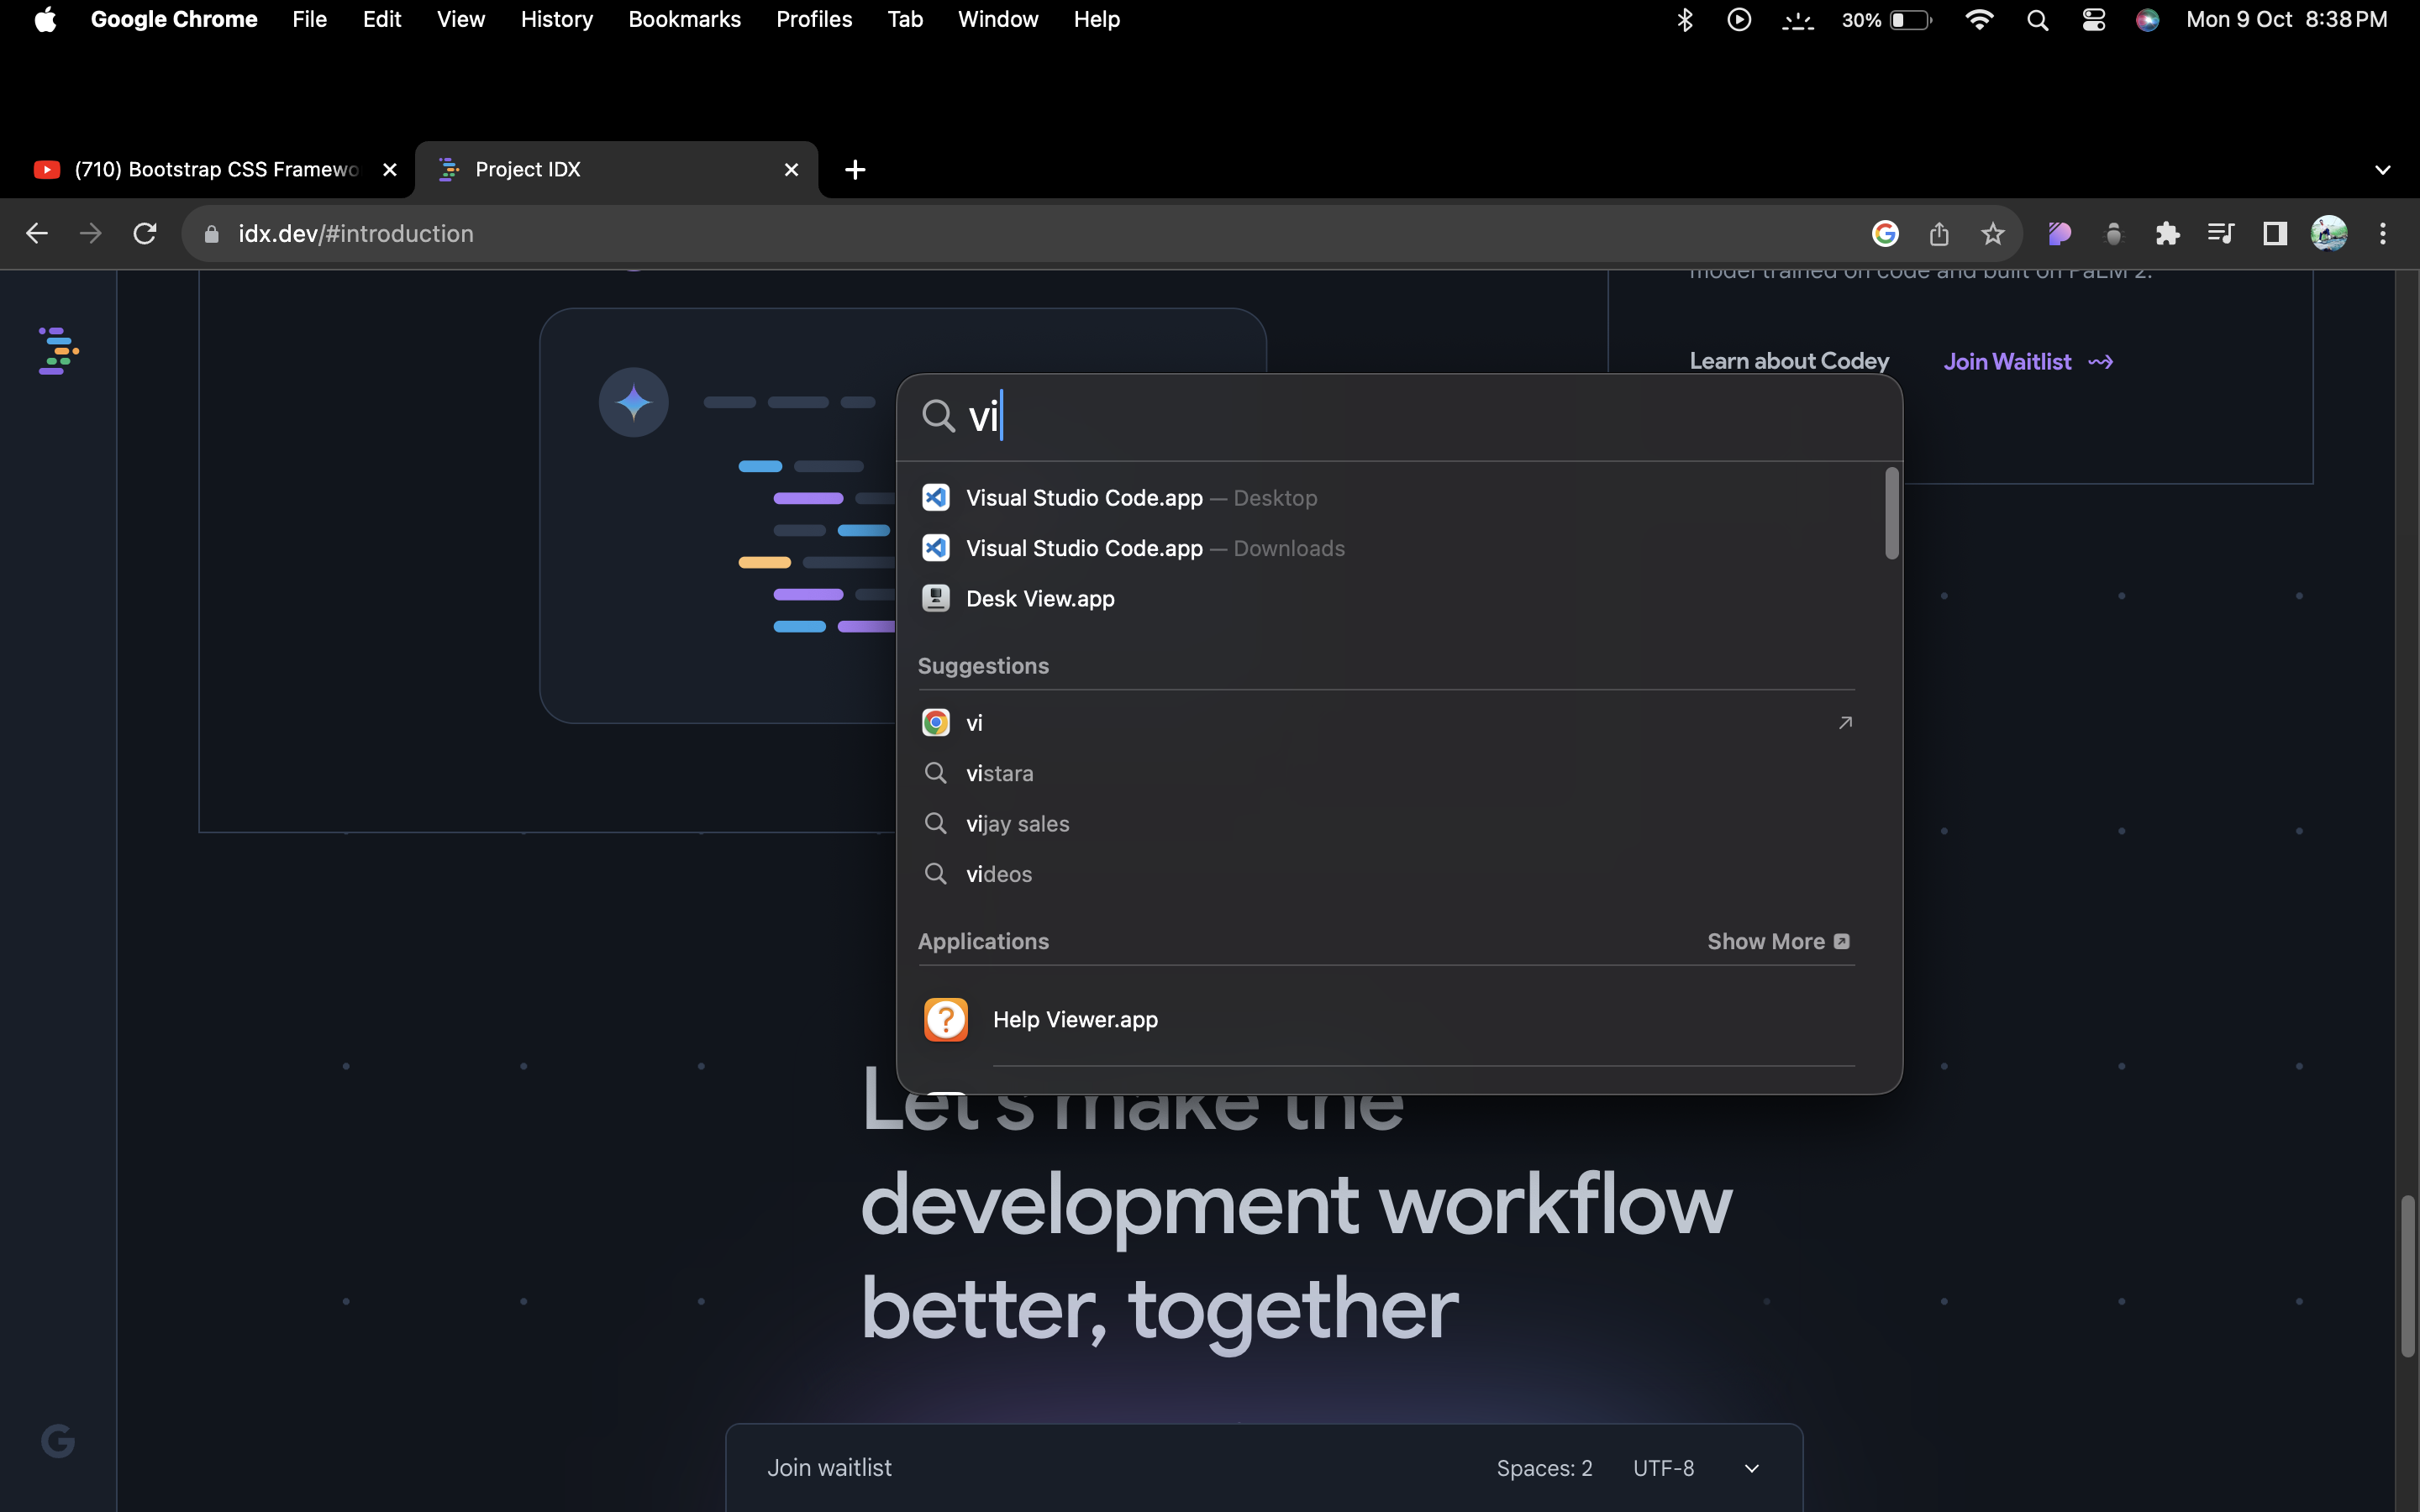 Google Chrome File Edit View History Bookmarks Profiles Tab Window Help 30% Mon 9 Oct 8:38 PM
(710) Bootstrap CSS Framewo Project IDX
idx.dev/#introduction
model trained on code and built on PaLM 2.
Learn about Codey Join Waitlist
vi
Visual Studio Code.app — Desktop
Visual Studio Code.app — Downloads
Desk View.app
Suggestions
vi
vistara
vijay sales
videos
Applications Show More
Help Viewer.app
Let's make the
development workflow
better, together
Join waitlist Spaces: 2 UTF-8